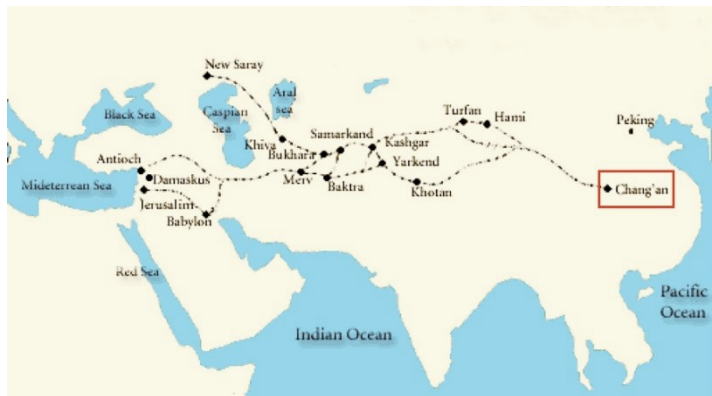 New Saray
Aral
sea
Black Sea
Caspian
Sea
Turfan
Hami
Peking
Khiva
Samarkand
Kashgar
Bukhara
Antioch
Yarkend
Damaskus
Merv
Baktra
Khotan
Mideterrean Sea
Chang'an
Jerusalim
Babylon
Red Sea
Pacific
Ocean
Indian Ocean